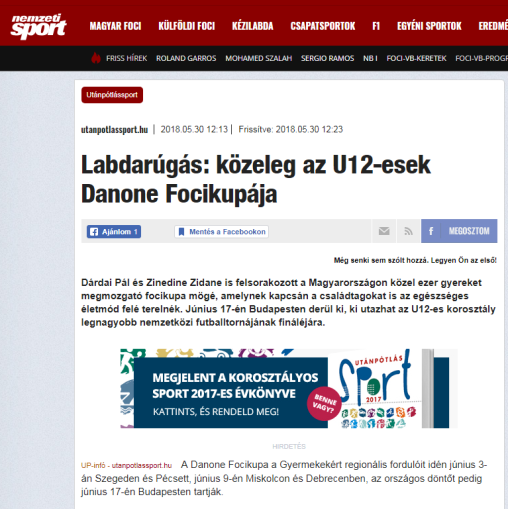 nemzeti
sport
MAGYAR FOCI KÜLFÖLDI FOCI KÉZILABDA CSAPATSPORTOK F1 EGYÉNI SPORTOK EREDMÉ
FRISS HÍREK ROLAND GARROS MOHAMED SZALAH SERGIO RAMOS NB I FOCI-VB-KERETEK FOCI-VB-PROG
Utánpótlássport
utanpotlassport.hu | 2018.05.30 12:13 | Frissítve: 2018.05.30 12:23
Labdarúgás: közeleg az U12-esek
Danone Focikupája
Ajánlom 1 Mentés a Facebookon f MEGOSZTOM
Még senki sem szólt hozzá. Legyen Ön az első!
Dárdai Pál és Zinedine Zidane is felsorakozott a Magyarországon közel ezer gyereket
megmozgató focikupa mögé, amelynek kapcsán a családtagokat is az egészséges
életmód felé terelnék. Június 17-én Budapesten derül ki, ki utazhat az U12-es korosztály
legnagyobb nemzetközi futballtornájának fináléjára.
MEGJELENT A KOROSZTÁLYOS
SPORT 2017-ES ÉVKÖNYVE
KATTINTS, ÉS RENDELD MEG!
BENNE
VAGY?
UTÁNPÓTLÁS
Sport
2017
HIRDETÉS
UP-infó - utanpotlassport.hu A Danone Focikupa a Gyermekekért regionális fordulóit idén június 3-
án Szegeden és Pécsett, június 9-én Miskolcon és Debrecenben, az országos döntőt pedig
június 17-én Budapesten tartják.